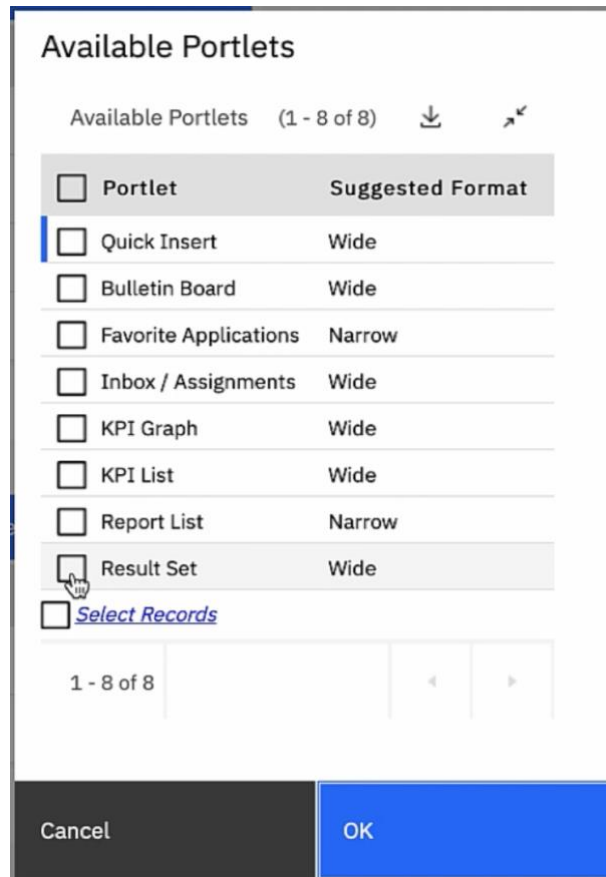 Available Portlets
Available Portlets (1 - 8 of 8)
Portlet Suggested Format
Quick Insert Wide
Bulletin Board Wide
Favorite Applications Narrow
Inbox / Assignments Wide
KPI Graph Wide
KPI List Wide
Report List Narrow
Result Set Wide
Select Records
1 - 8 of 8
Cancel OK